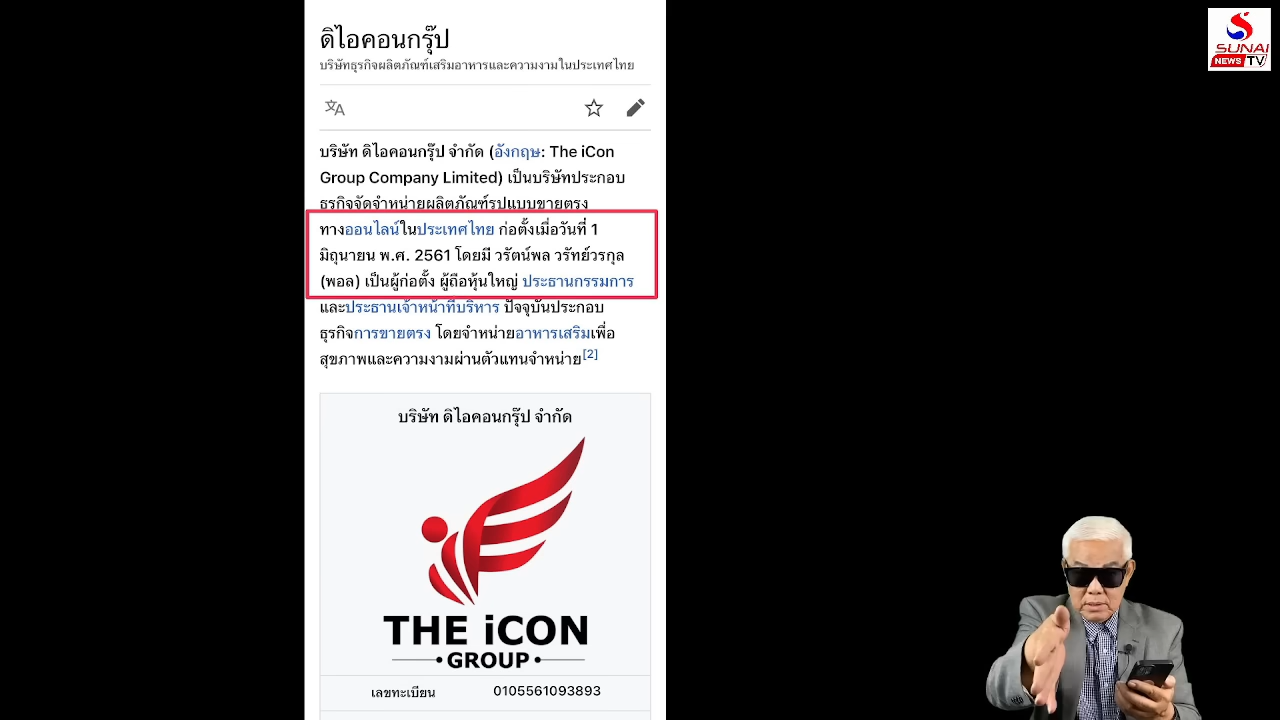 ดิไอคอนกรุ๊ป
บริษัทธุรกิจผลิตภัณฑ์เสริมอาหารและความงามในประเทศไทย
บริษัท ดิไอคอนกรุ๊ป จำกัด (อังกฤษ: The iCon
Group Company Limited) เป็นบริษัทประกอบ
ธุรกิจจัดจำหน่ายผลิตภัณฑ์รูปแบบขายตรง
ทางออนไลน์ในประเทศไทย ก่อตั้งเมื่อวันที่ 1
มิถุนายน พ.ศ. 2561 โดยมี วรัตน์พล วรัทย์วรกุล
(พอล) เป็นผู้ก่อตั้ง ผู้ถือหุ้นใหญ่ ประธานกรรมการ
และประธานเจ้าหน้าที่บริหาร ปัจจุบันประกอบ
ธุรกิจการขายตรง โดยจำหน่ายอาหารเสริมเพื่อ
สุขภาพและความงามผ่านตัวแทนจำหน่าย[2]
บริษัท ดิไอคอนกรุ๊ป จำกัด
THE iCON
GROUP
เลขทะเบียน 0105561093893
SUNAI
NEWS TV